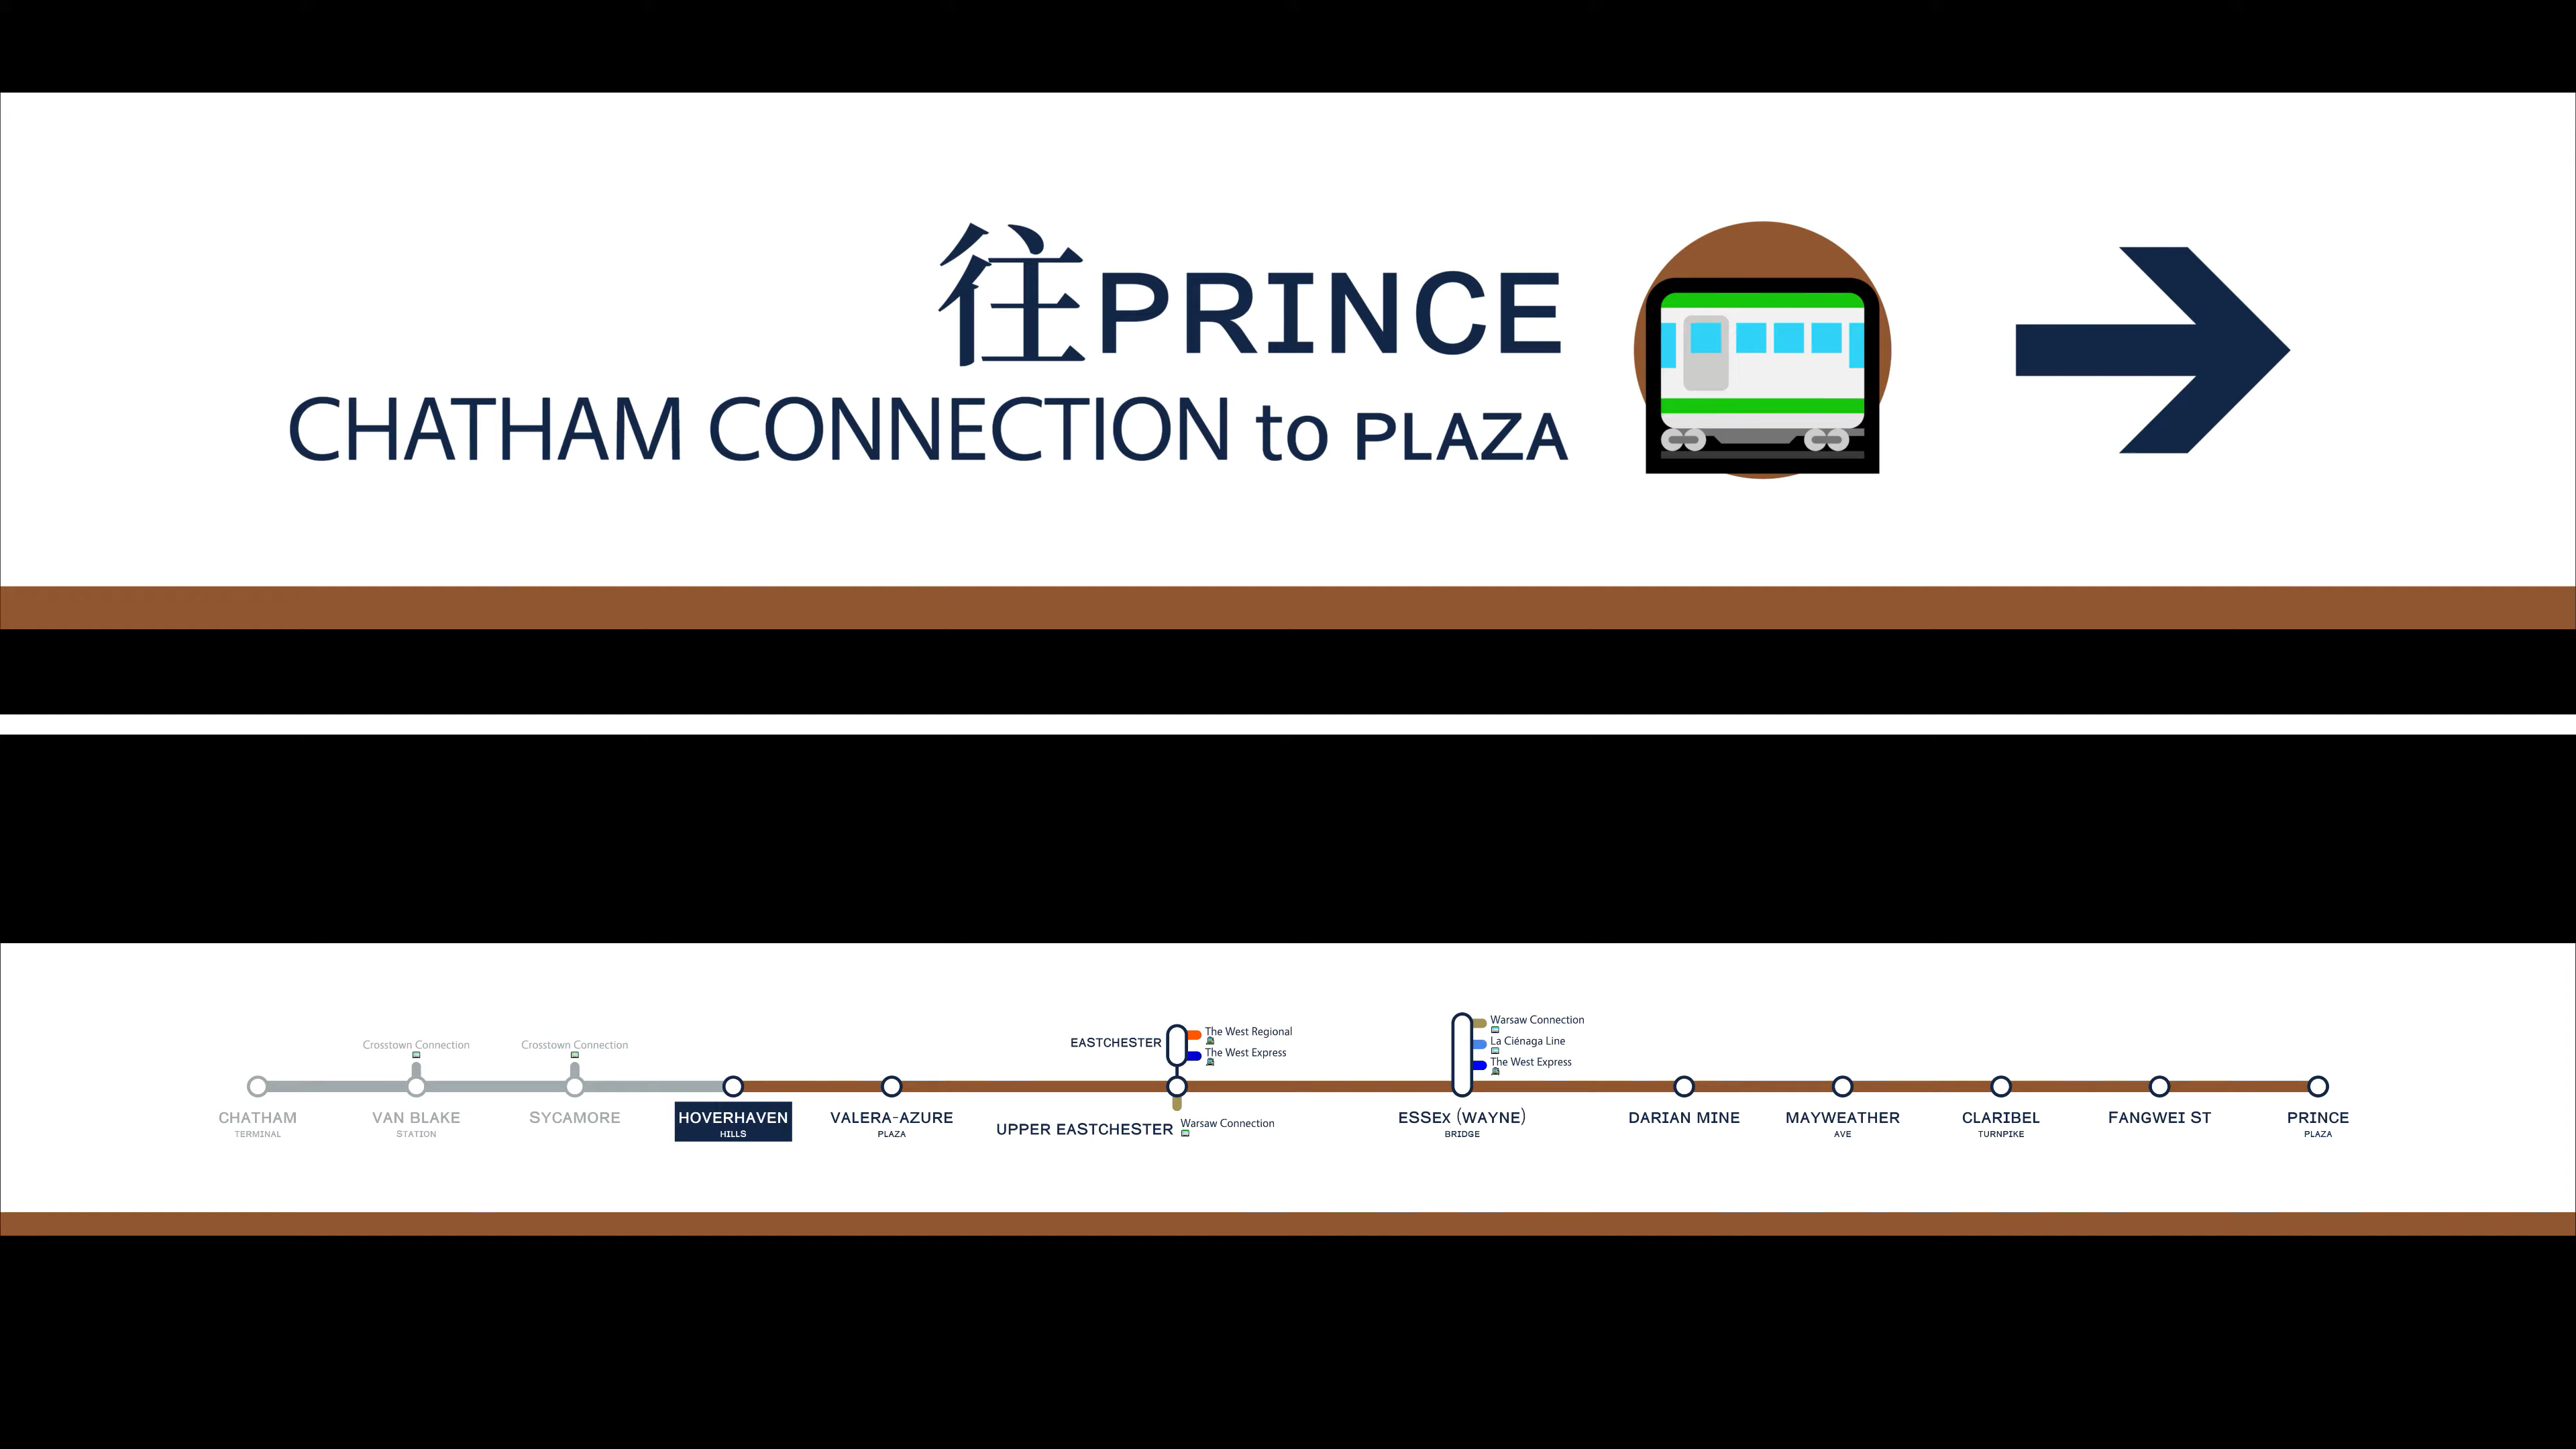 往PRINCE
CHATHAM CONNECTION to PLAZA
CHATHAM
TERMINAL
Crosstown Connection
VAN BLAKE
STATION
Crosstown Connection
SYCAMORE
HOVERHAVEN
HILLS
VALERA-AZURE
PLAZA
EASTCHESTER
The West Regional
The West Express
UPPER EASTCHESTER
Warsaw Connection
Warsaw Connection
La Ciénaga Line
The West Express
ESSEx (WAYNE)
BRIDGE
DARIAN MINE
MAYWEATHER
AVE
CLARIBEL
TURNPIKE
FANGWEI ST
PRINCE
PLAZA